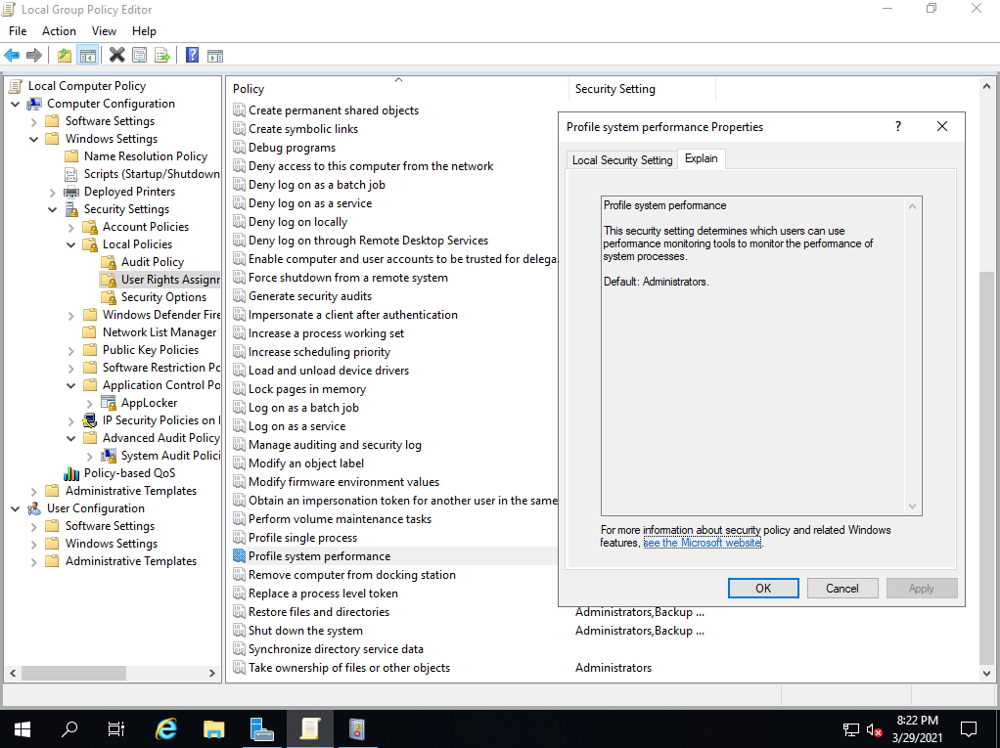 Local Group Policy Editor
File Action View Help
Local Computer Policy
Computer Configuration
Software Settings
Windows Settings
Name Resolution Policy
Scripts (Startup/Shutdown
Deployed Printers
Security Settings
Account Policies
Local Policies
Audit Policy
User Rights Assignr
Security Options
Windows Defender Fire
Network List Manager
Public Key Policies
Software Restriction Po
Application Control Po
AppLocker
IP Security Policies on l
Advanced Audit Policy
System Audit Polici
Policy-based QoS
Administrative Templates
User Configuration
Software Settings
Windows Settings
Administrative Templates
Policy Security Setting
Create permanent shared objects
Create symbolic links
Debug programs
Deny access to this computer from the network
Deny log on as a batch job
Deny log on as a service
Deny log on locally
Deny log on through Remote Desktop Services
Enable computer and user accounts to be trusted for delega
Force shutdown from a remote system
Generate security audits
Impersonate a client after authentication
Increase a process working set
Increase scheduling priority
Load and unload device drivers
Lock pages in memory
Log on as a batch job
Log on as a service
Manage auditing and security log
Modify an object label
Modify firmware environment values
Obtain an impersonation token for another user in the same
Perform volume maintenance tasks
Profile single process
Profile system performance
Remove computer from docking station
Replace a process level token
Restore files and directories Administrators,Backup ...
Shut down the system Administrators,Backup ...
Synchronize directory service data
Take ownership of files or other objects Administrators
Profile system performance Properties ?
Local Security Setting Explain
Profile system performance
This security setting determines which users can use
performance monitoring tools to monitor the performance of
system processes.
Default: Administrators.
For more information about security policy and related Windows
features, see the Microsoft website.
OK Cancel Apply
8:22 PM
3/29/2021